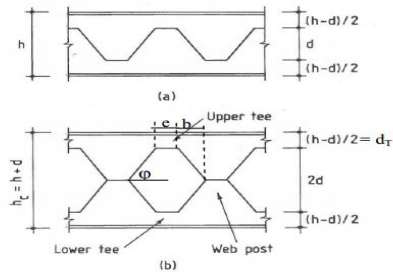 h
(h-d)/2
d
(h-d)/2
(a)
e b
Upper tee
h_c = h+d
φ
(h-d)/2 = d_T
2d
(h-d)/2
Lower tee
Web post
(b)